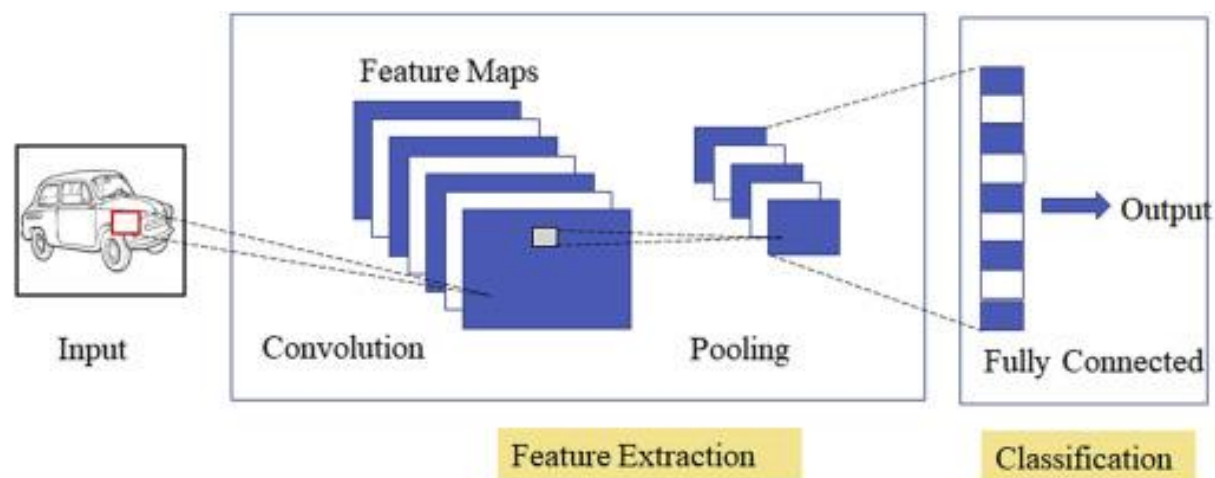 Feature Maps
Input
Convolution
Pooling
Fully Connected
Output
Feature Extraction
Classification